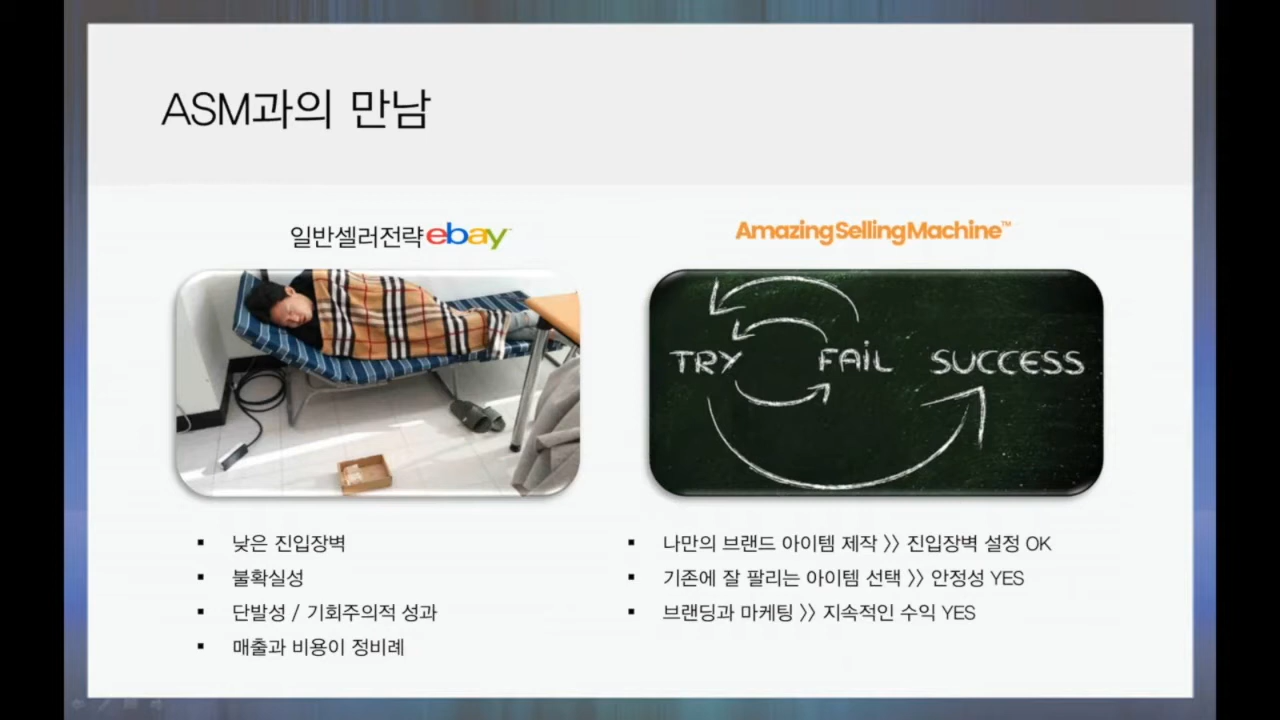 ASM과의 만남
일반셀러전략 ebay™
AmazingSellingMachine™
TRY FAIL SUCCESS
▪ 낮은 진입장벽
▪ 불확실성
▪ 단발성 / 기회주의적 성과
▪ 매출과 비용이 정비례
▪ 나만의 브랜드 아이템 제작 》 진입장벽 설정 OK
▪ 기존에 잘 팔리는 아이템 선택 》 안정성 YES
▪ 브랜딩과 마케팅 》 지속적인 수익 YES